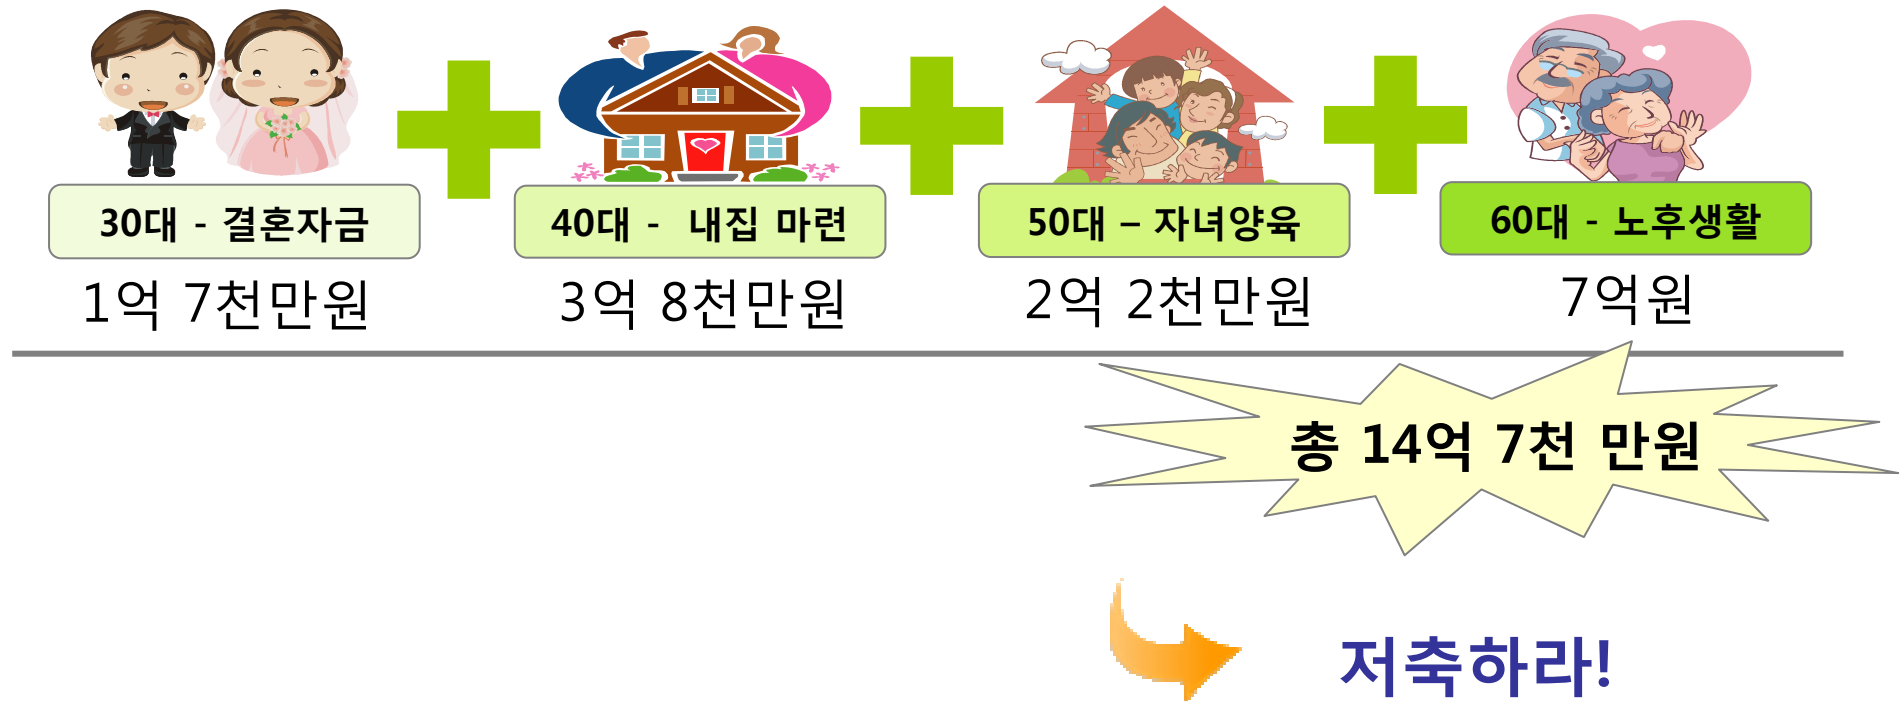 30대 - 결혼자금
40대 - 내집 마련
50대 – 자녀양육
60대 - 노후생활
1억 7천만원
3억 8천만원
2억 2천만원
7억원
총 14억 7천 만원
저축하라!